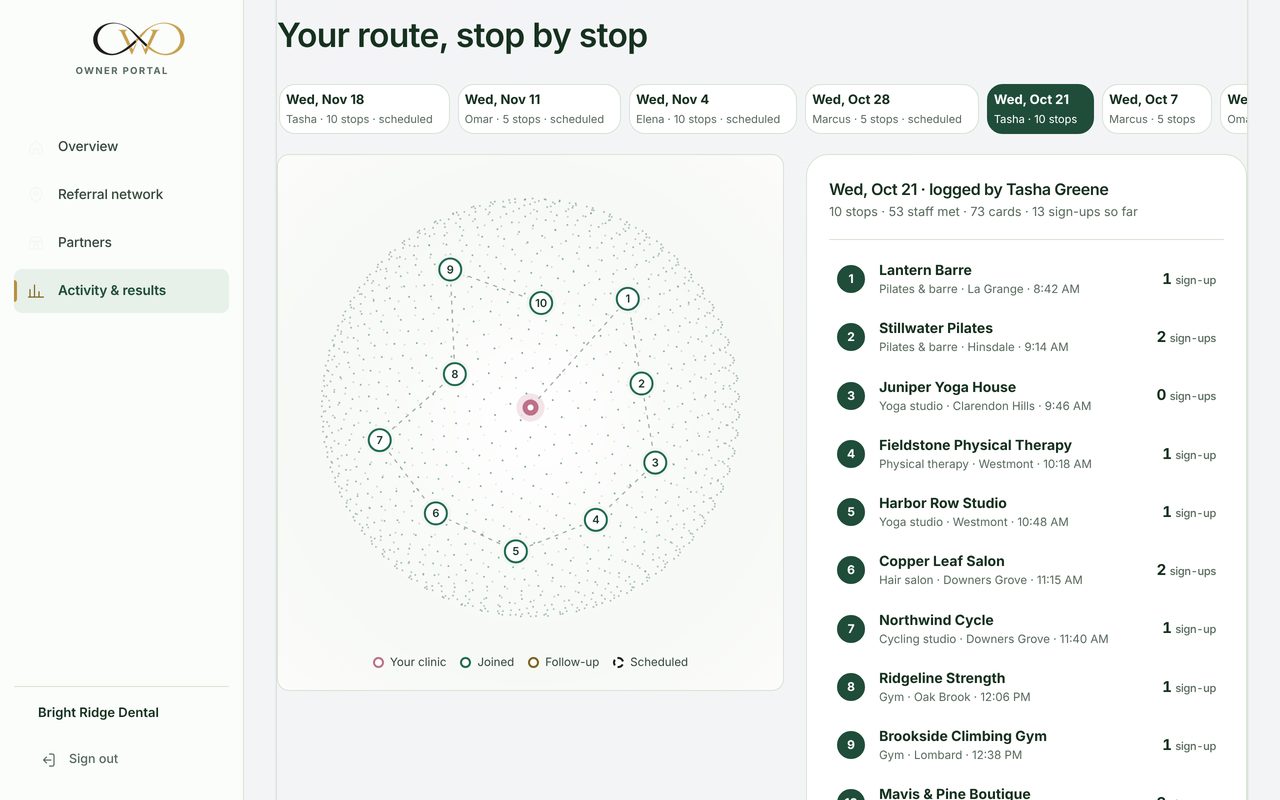 OWNER PORTAL
Overview
Referral network
Partners
Activity & results
Bright Ridge Dental
Sign out
Your route, stop by stop
Wed, Nov 18
Tasha · 10 stops · scheduled
Wed, Nov 11
Omar · 5 stops · scheduled
Wed, Nov 4
Elena · 10 stops · scheduled
Wed, Oct 28
Marcus · 5 stops · scheduled
Wed, Oct 21
Tasha · 10 stops
Wed, Oct 7
Marcus · 5 stops
9
10
1
8
2
7
3
6
4
5
Your clinic
Joined
Follow-up
Scheduled
Wed, Oct 21 · logged by Tasha Greene
10 stops · 53 staff met · 73 cards · 13 sign-ups so far
1
Lantern Barre
Pilates & barre · La Grange · 8:42 AM
1 sign-up
2
Stillwater Pilates
Pilates & barre · Hinsdale · 9:14 AM
2 sign-ups
3
Juniper Yoga House
Yoga studio · Clarendon Hills · 9:46 AM
0 sign-ups
4
Fieldstone Physical Therapy
Physical therapy · Westmont · 10:18 AM
1 sign-up
5
Harbor Row Studio
Yoga studio · Westmont · 10:48 AM
1 sign-up
6
Copper Leaf Salon
Hair salon · Downers Grove · 11:15 AM
2 sign-ups
7
Northwind Cycle
Cycling studio · Downers Grove · 11:40 AM
1 sign-up
8
Ridgeline Strength
Gym · Oak Brook · 12:06 PM
1 sign-up
9
Brookside Climbing Gym
Gym · Lombard · 12:38 PM
1 sign-up
Mavis & Pine Boutique